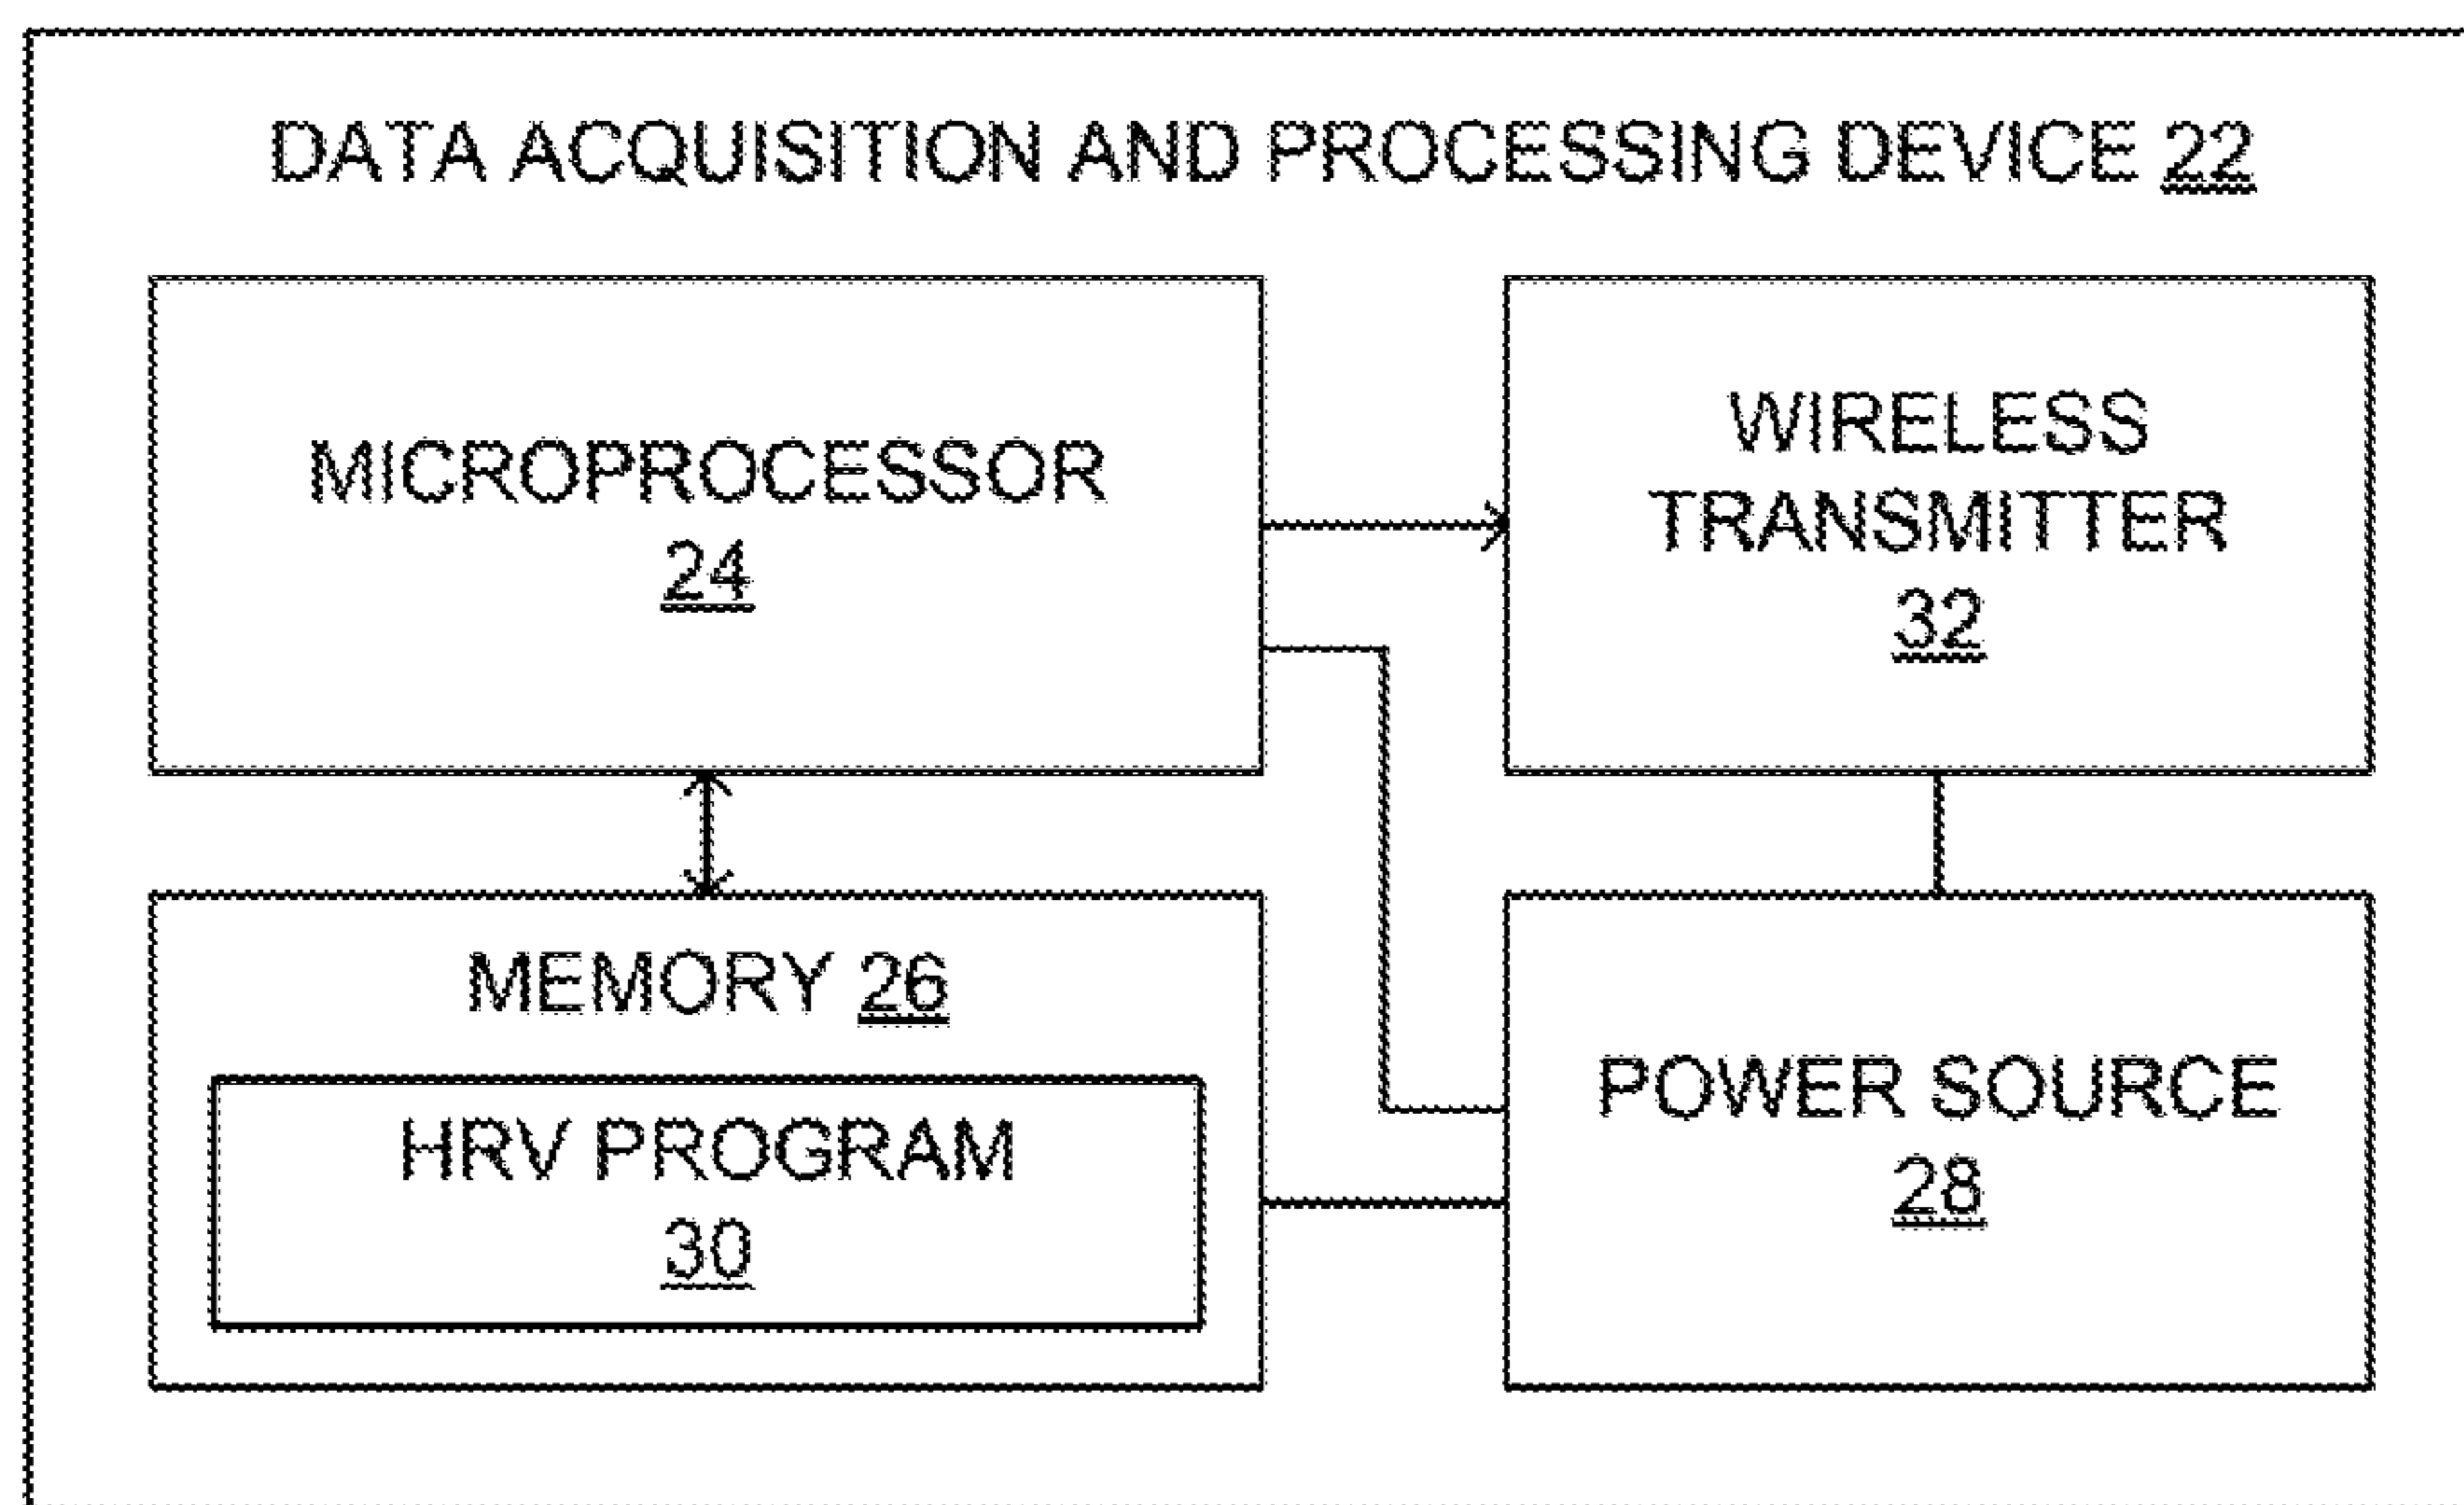 DATA ACQUISITION AND PROCESSING DEVICE 22
MICROPROCESSOR
24
WIRELESS
TRANSMITTER
32
MEMORY 26
HRV PROGRAM
30
POWER SOURCE
28